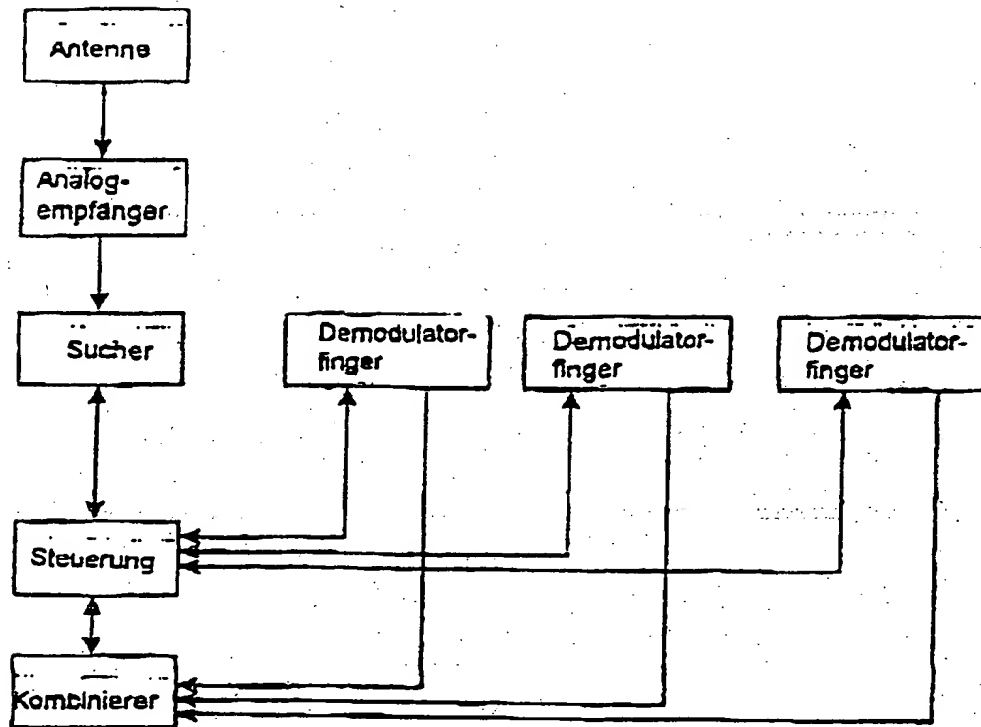 Antenne
Analog-
empfänger
Sucher
Demodulator-
finger
Demodulator-
finger
Demodulator-
finger
Steuerung
Kombinierer